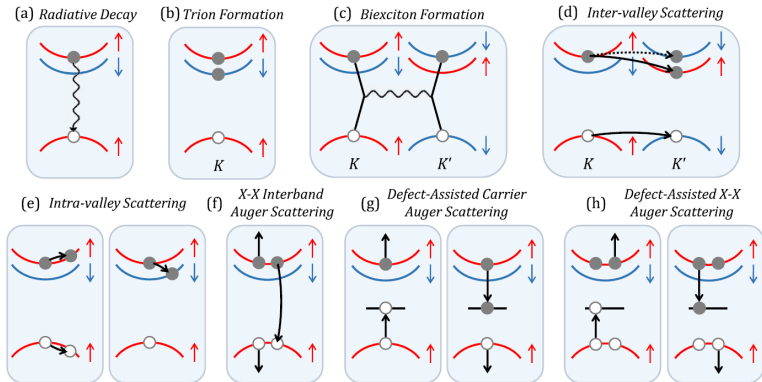 (a) Radiative Decay
(b) Trion Formation
K
(c) Biexciton Formation
K K'
(d) Inter-valley Scattering
K K'
(e) Intra-valley Scattering
(f) X-X Interband
Auger Scattering
(g) Defect-Assisted Carrier
Auger Scattering
(h) Defect-Assisted X-X
Auger Scattering